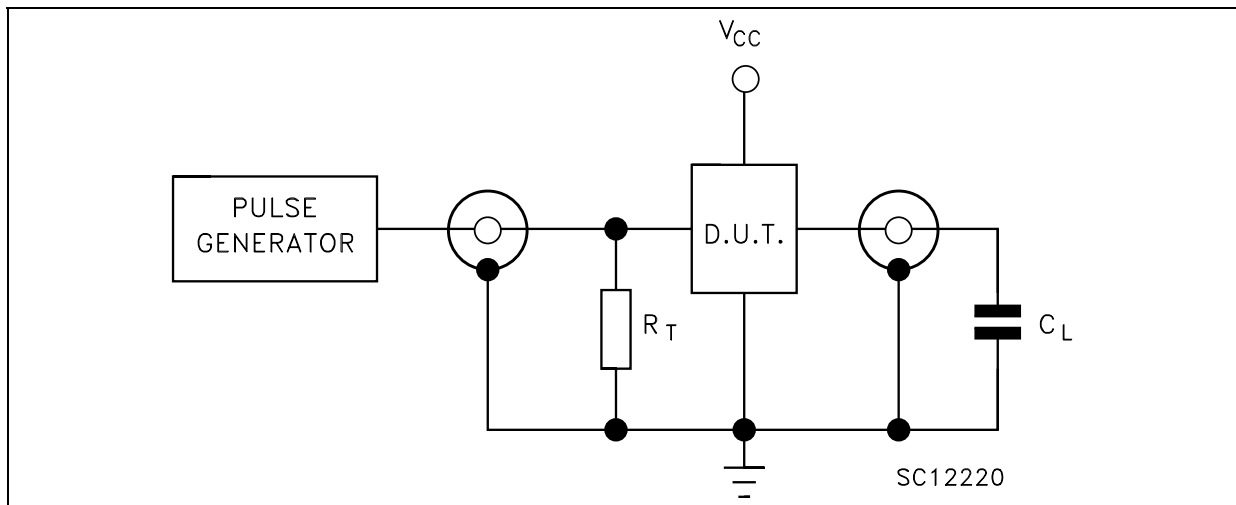 VCC
PULSE
GENERATOR
D.U.T.
RT
CL
SC12220